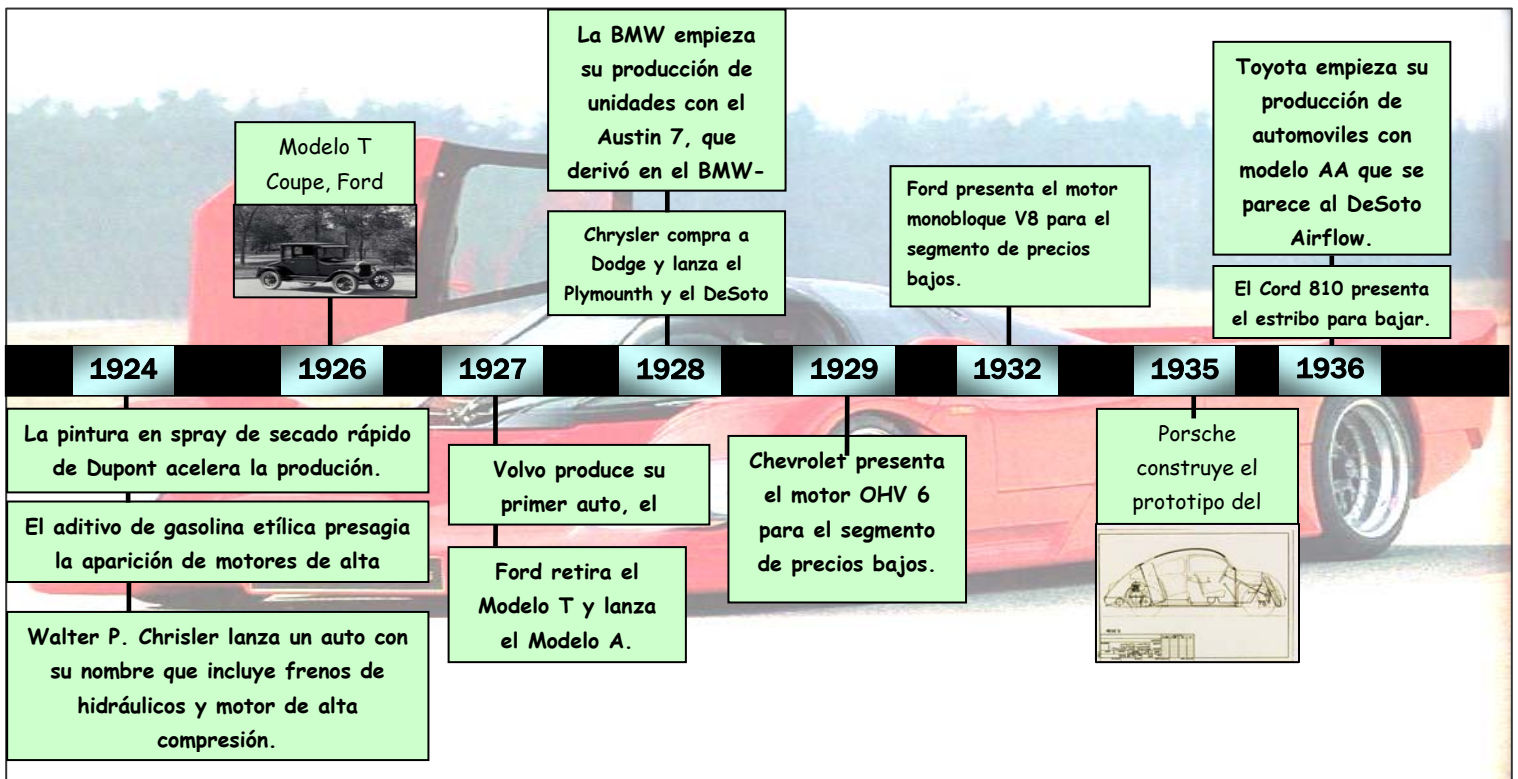 La BMW empieza
su producción de
unidades con el
Austin 7, que
derivó en el BMW-
Chrysler compra a
Dodge y lanza el
Plymounth y el DeSoto
Modelo T
Coupe, Ford
Ford presenta el motor
monobloque V8 para el
segmento de precios
bajos.
Toyota empieza su
producción de
automoviles con
modelo AA que se
parece al DeSoto
Airflow.
El Cord 810 presenta
el estribo para bajar.
1924
1926
1927
1928
1929
1932
1935
1936
La pintura en spray de secado rápido
de Dupont acelera la produción.
El aditivo de gasolina etílica presagia
la aparición de motores de alta
Walter P. Chrisler lanza un auto con
su nombre que incluye frenos de
hidráulicos y motor de alta
compresión.
Volvo produce su
primer auto, el
Ford retira el
Modelo T y lanza
el Modelo A.
Chevrolet presenta
el motor OHV 6
para el segmento
de precios bajos.
Porsche
construye el
prototipo del